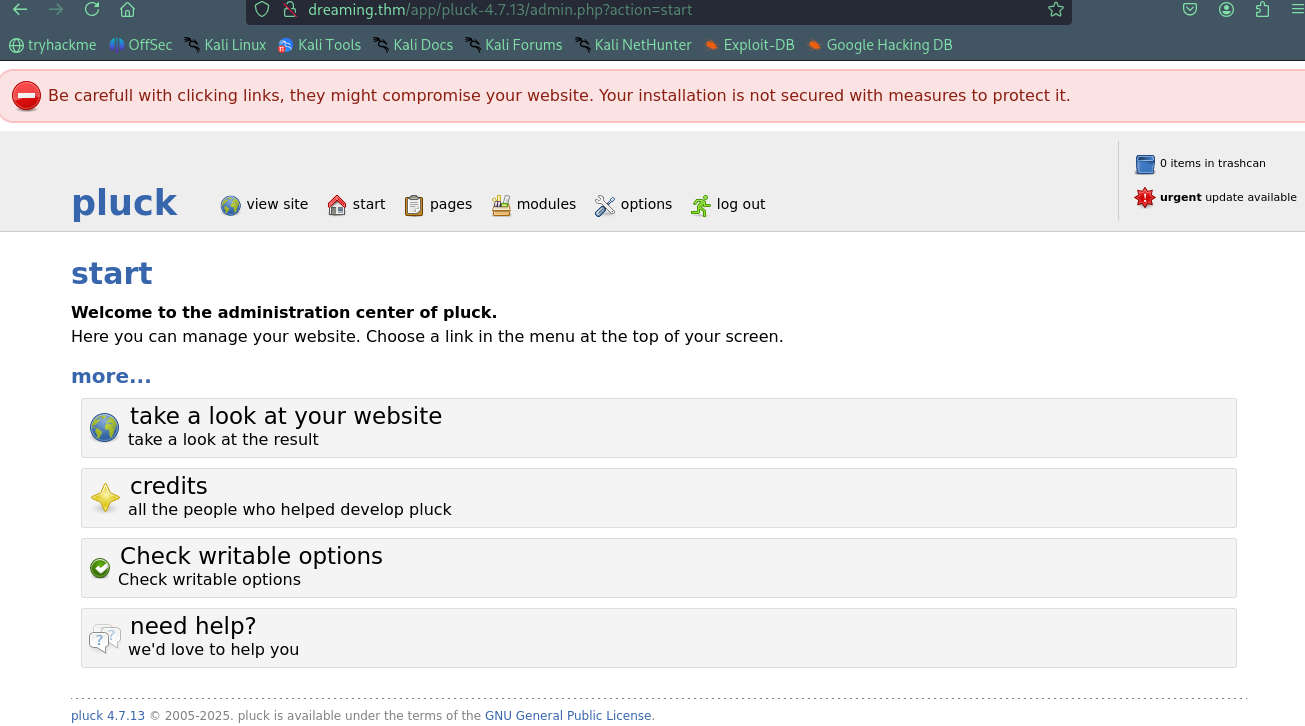 dreaming.thm/app/pluck-4.7.13/admin.php?action=start
tryhackme OffSec Kali Linux Kali Tools Kali Docs Kali Forums Kali NetHunter Exploit-DB Google Hacking DB
Be carefull with clicking links, they might compromise your website. Your installation is not secured with measures to protect it.
0 items in trashcan
urgent update available
pluck view site start pages modules options log out
start
Welcome to the administration center of pluck.
Here you can manage your website. Choose a link in the menu at the top of your screen.
more...
take a look at your website
take a look at the result
credits
all the people who helped develop pluck
Check writable options
Check writable options
need help?
we'd love to help you
pluck 4.7.13 © 2005-2025. pluck is available under the terms of the GNU General Public License.